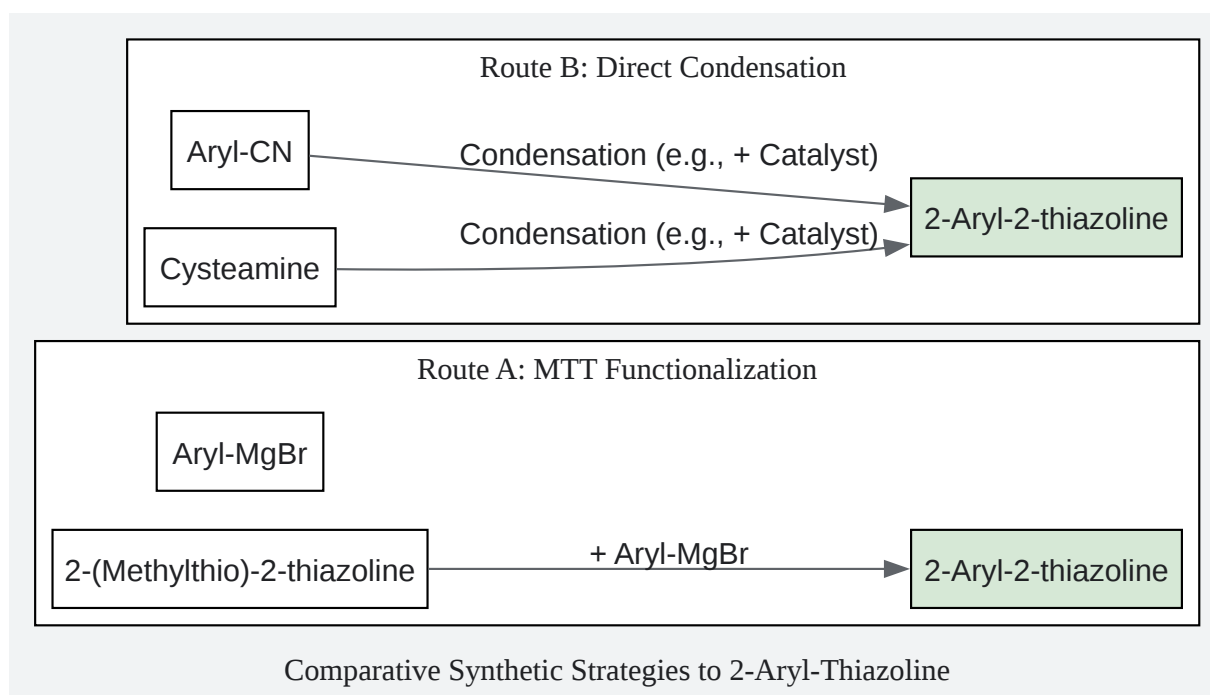 Route B: Direct Condensation
Aryl-CN
Condensation (e.g., + Catalyst)
2-Aryl-2-thiazoline
Condensation (e.g., + Catalyst)
Cysteamine
Route A: MTT Functionalization
Aryl-MgBr
2-(Methylthio)-2-thiazoline
+ Aryl-MgBr
2-Aryl-2-thiazoline
Comparative Synthetic Strategies to 2-Aryl-Thiazoline